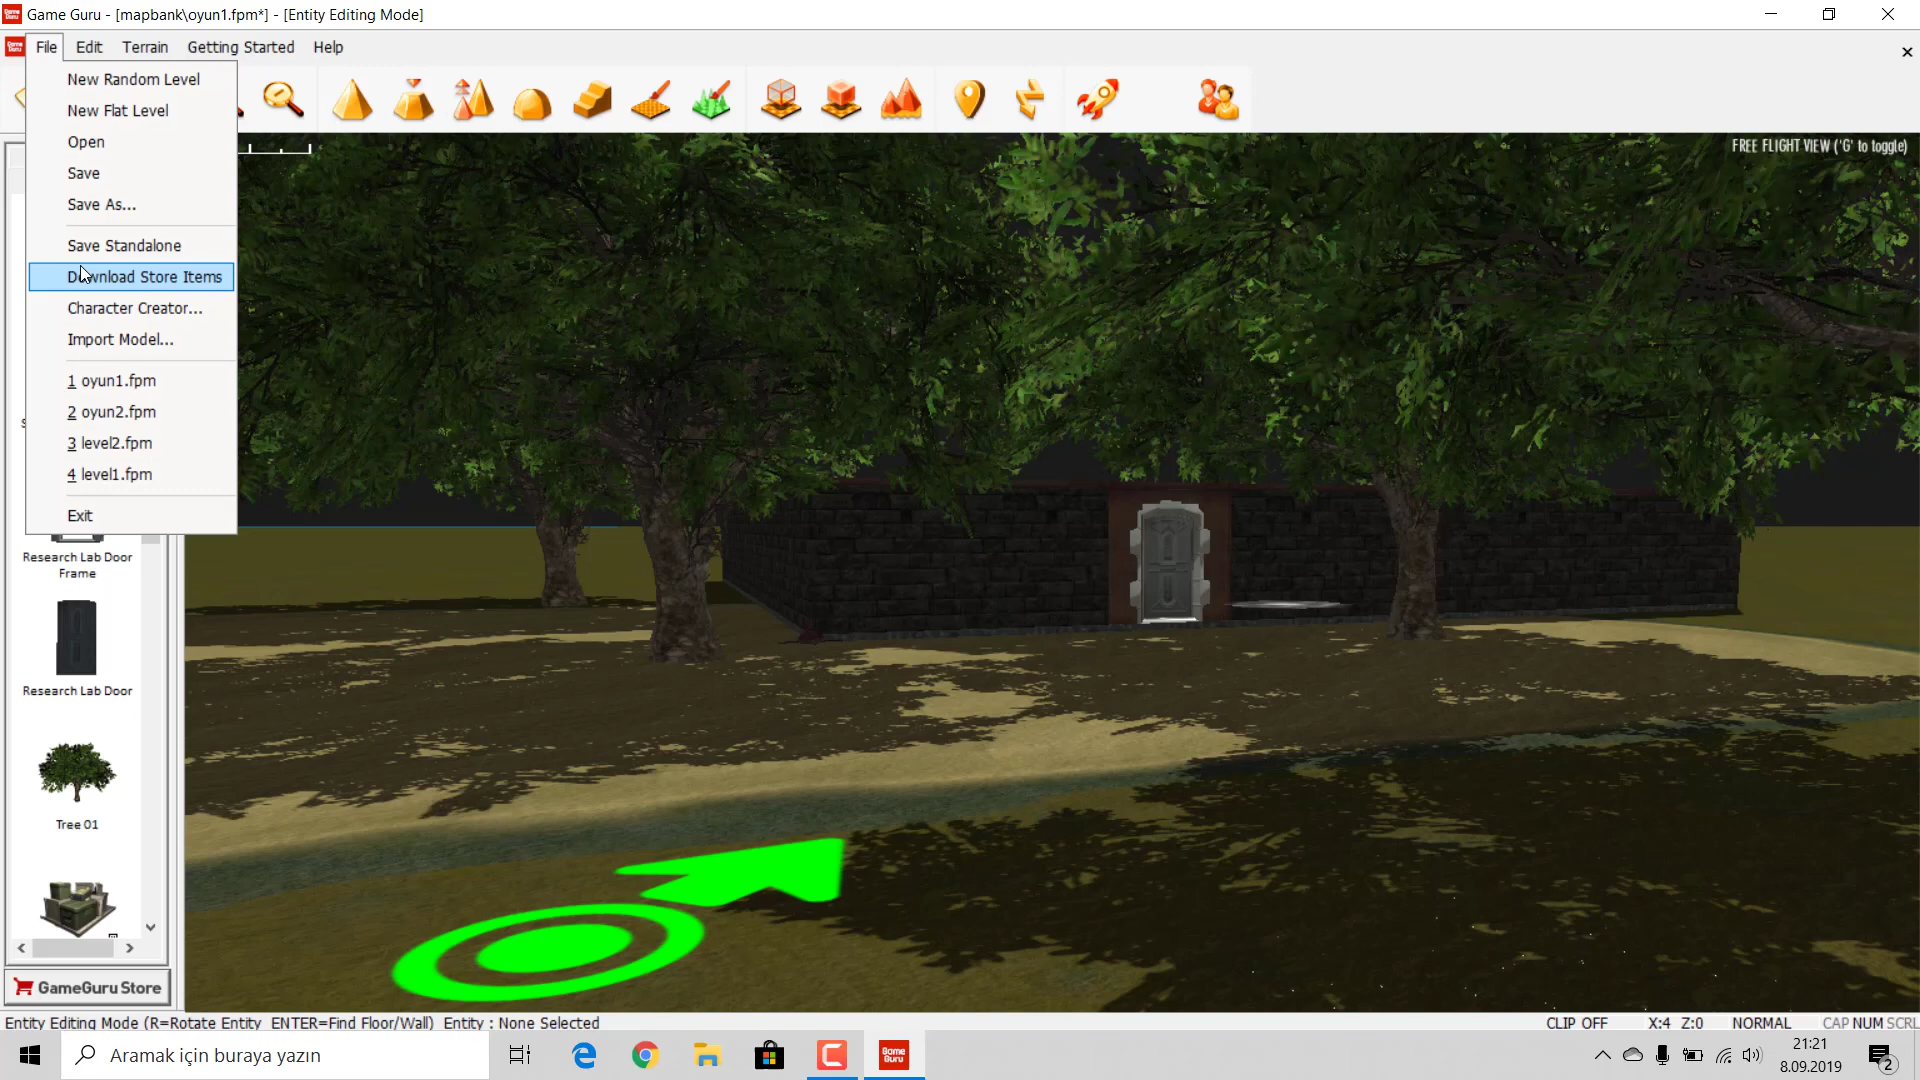 Game Guru - [mapbank\oyun1.fpm*] - [Entity Editing Mode]
File Edit Terrain Getting Started Help
New Random Level
New Flat Level
Open
Save
Save As...
Save Standalone
Download Store Items
Character Creator...
Import Model...
1 oyun1.fpm
2 oyun2.fpm
3 level2.fpm
4 level1.fpm
Exit
FREE FLIGHT VIEW ('G' to toggle)
Research Lab Door
Frame
Research Lab Door
Tree 01
GameGuru Store
Entity Editing Mode (R=Rotate Entity ENTER=Find Floor/Wall) Entity : None Selected
CLIP OFF X:4 Z:0 NORMAL CAP NUM SCRL
Aramak için buraya yazın
Game
Guru
21:21
8.09.2019
2